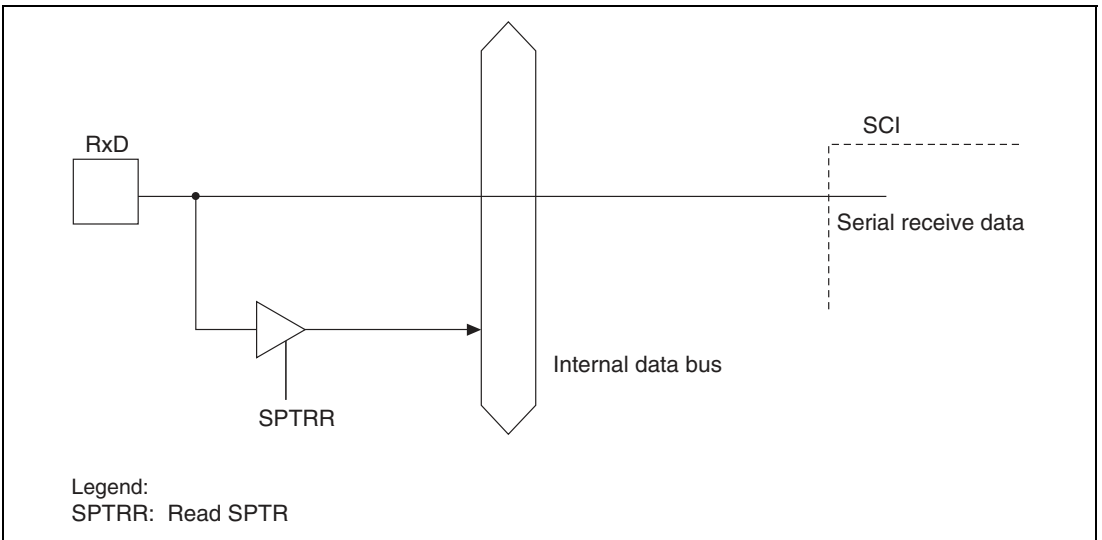 SCI
RxD
Serial receive data
Internal data bus
SPTRR
Legend:
SPTRR: Read SPTR